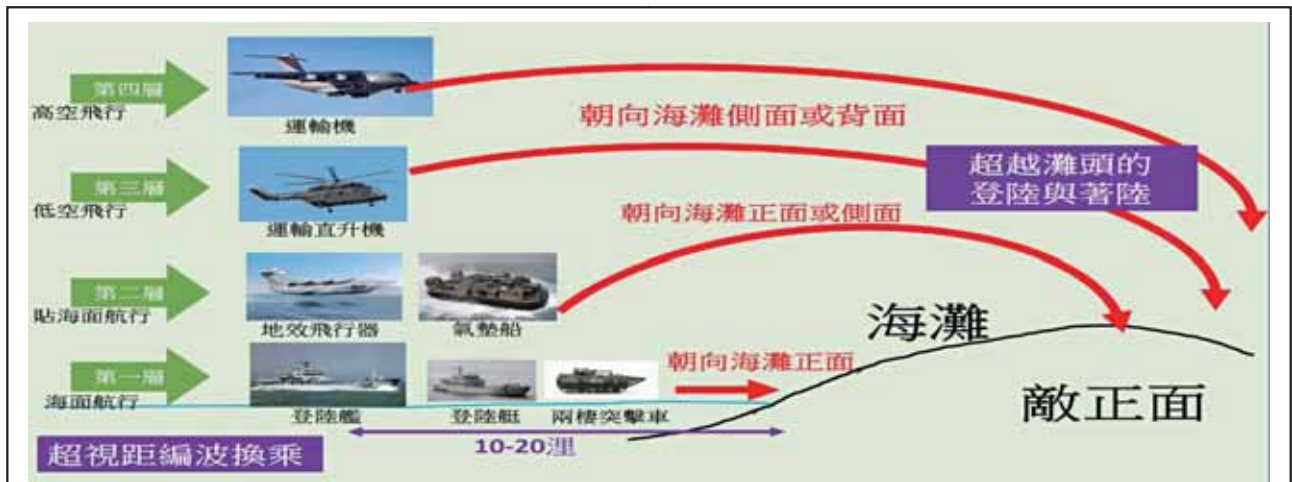 第四層
高空飛行
運輸機
朝向海灘側面或背面
第三層
低空飛行
運輸直升機
超越灘頭的
登陸與著陸
朝向海灘正面或側面
第二層
貼海面航行
地效飛行器
氣墊船
海灘
第一層
海面航行
登陸艦
登陸艇
兩棲突擊車
朝向海灘正面
敵正面
10-20浬
超視距編波換乘